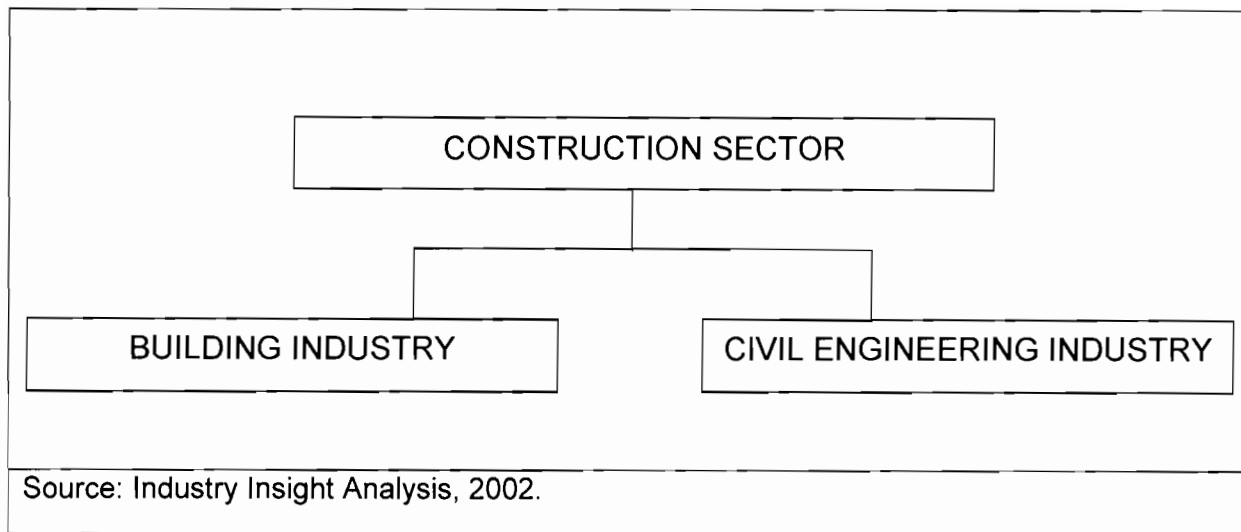 CONSTRUCTION SECTOR
BUILDING INDUSTRY
CIVIL ENGINEERING INDUSTRY
Source: Industry Insight Analysis, 2002.